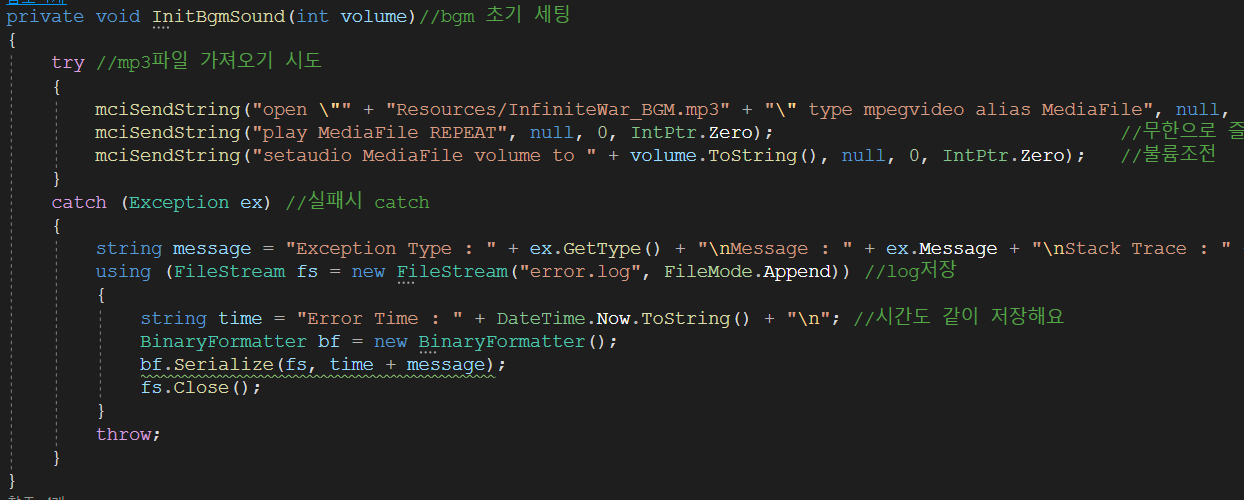 private void InitBgmSound(int volume)//bgm 초기 세팅
{
try //mp3파일 가져오기 시도
{
mciSendString("open \"" + "Resources/InfiniteWar_BGM.mp3" + "\" type mpegvideo alias MediaFile", null,
mciSendString("play MediaFile REPEAT", null, 0, IntPtr.Zero); //무한으로 즐
mciSendString("setaudio MediaFile volume to " + volume.ToString(), null, 0, IntPtr.Zero); //불륨조전
}
catch (Exception ex) //실패시 catch
{
string message = "Exception Type : " + ex.GetType() + "\nMessage : " + ex.Message + "\nStack Trace : "
using (FileStream fs = new FileStream("error.log", FileMode.Append)) //log저장
{
string time = "Error Time : " + DateTime.Now.ToString() + "\n"; //시간도 같이 저장해요
BinaryFormatter bf = new BinaryFormatter();
bf.Serialize(fs, time + message);
fs.Close();
}
throw;
}
}